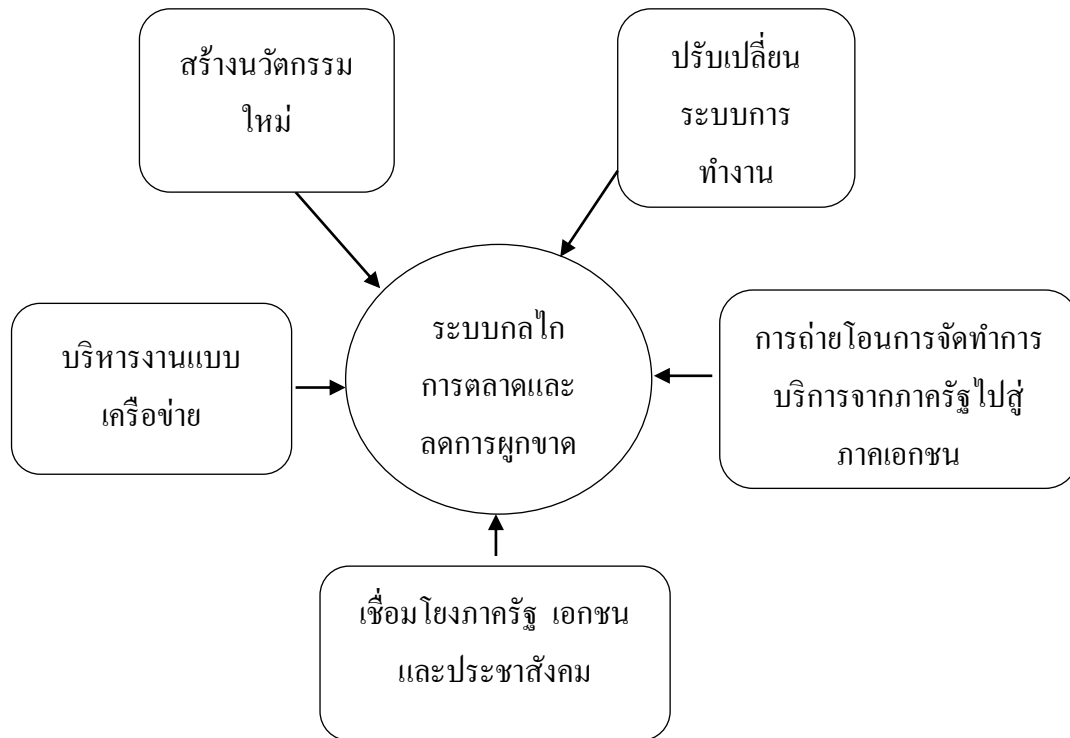 สร้างนวัตกรรม
ใหม่
ปรับเปลี่ยน
ระบบการ
ทำงาน
บริหารงานแบบ
เครือข่าย
ระบบกลไก
การตลาดและ
ลดการผูกขาด
การถ่ายโอนการจัดทำการ
บริการจากภาครัฐไปสู่
ภาคเอกชน
เชื่อมโยงภาครัฐ เอกชน
และประชาสังคม